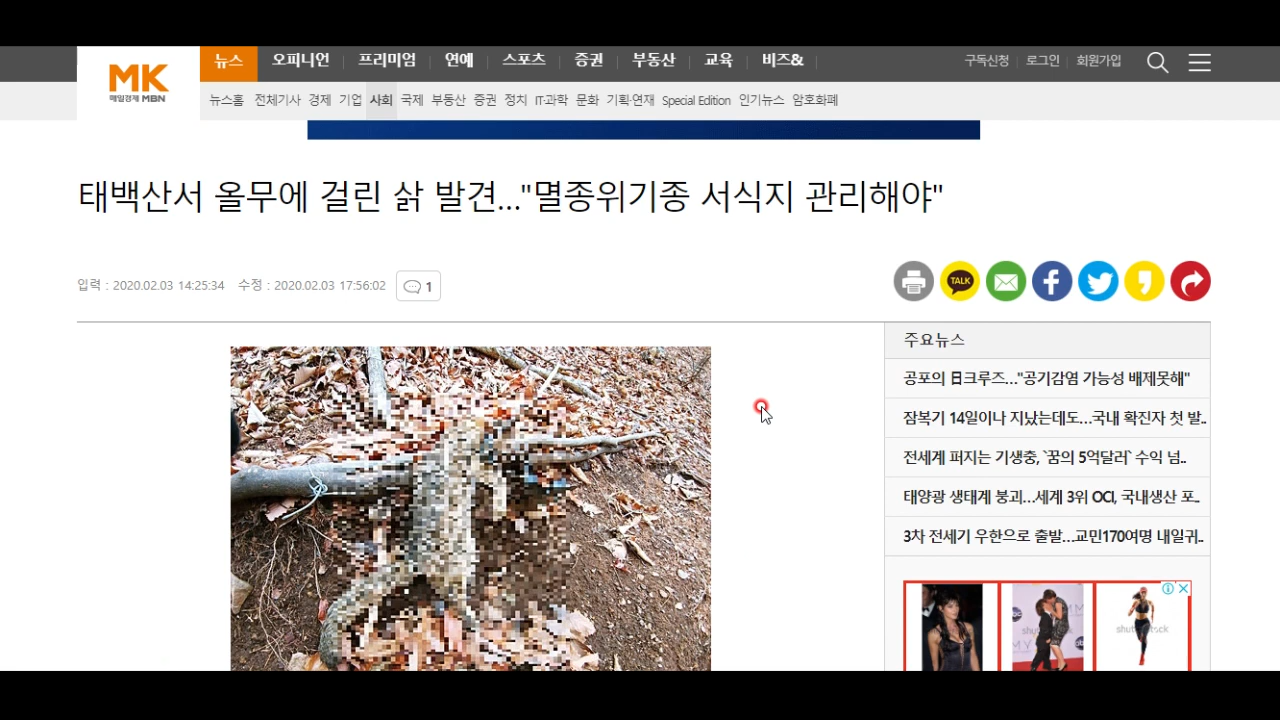 MK
매일경제 MBN
뉴스 오피니언 프리미엄 연예 스포츠 증권 부동산 교육 비즈&
구독신청 로그인 회원가입
뉴스홈 전체기사 경제 기업 사회 국제 부동산 증권 정치 IT·과학 문화 기획·연재 Special Edition 인기뉴스 암호화폐
태백산서 올무에 걸린 삵 발견..."멸종위기종 서식지 관리해야"
입력 : 2020.02.03 14:25:34 수정 : 2020.02.03 17:56:02 1
TALK
주요뉴스
공포의 日크루즈…"공기감염 가능성 배제못해"
잠복기 14일이나 지났는데도…국내 확진자 첫 발..
전세계 퍼지는 기생충, `꿈의 5억달러` 수익 넘..
태양광 생태계 붕괴…세계 3위 OCI, 국내생산 포..
3차 전세기 우한으로 출발…교민170여명 내일귀..
shutterstock